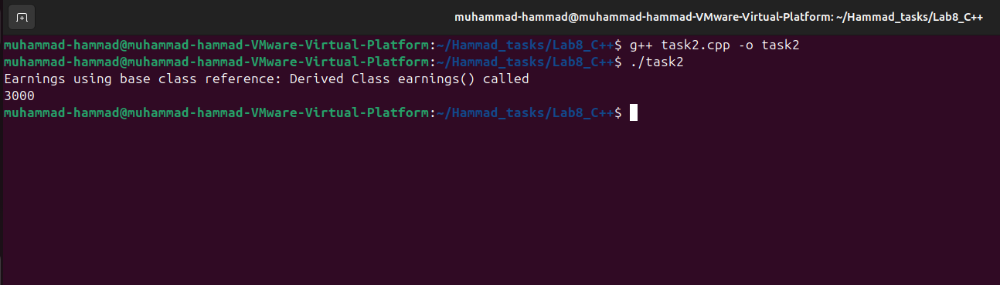 muhammad-hammad@muhammad-hammad-VMware-Virtual-Platform: ~/Hammad_tasks/Lab8_C++
muhammad-hammad@muhammad-hammad-VMware-Virtual-Platform:~/Hammad_tasks/Lab8_C++$ g++ task2.cpp -o task2
muhammad-hammad@muhammad-hammad-VMware-Virtual-Platform:~/Hammad_tasks/Lab8_C++$ ./task2
Earnings using base class reference: Derived Class earnings() called
3000
muhammad-hammad@muhammad-hammad-VMware-Virtual-Platform:~/Hammad_tasks/Lab8_C++$